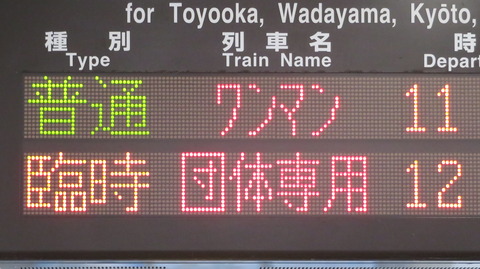 for Toyooka, Wadayama, Kyōto,
種 別 列 車 名 時
Type Train Name Depart
普通 ワンマン 11
臨時 団体専用 12